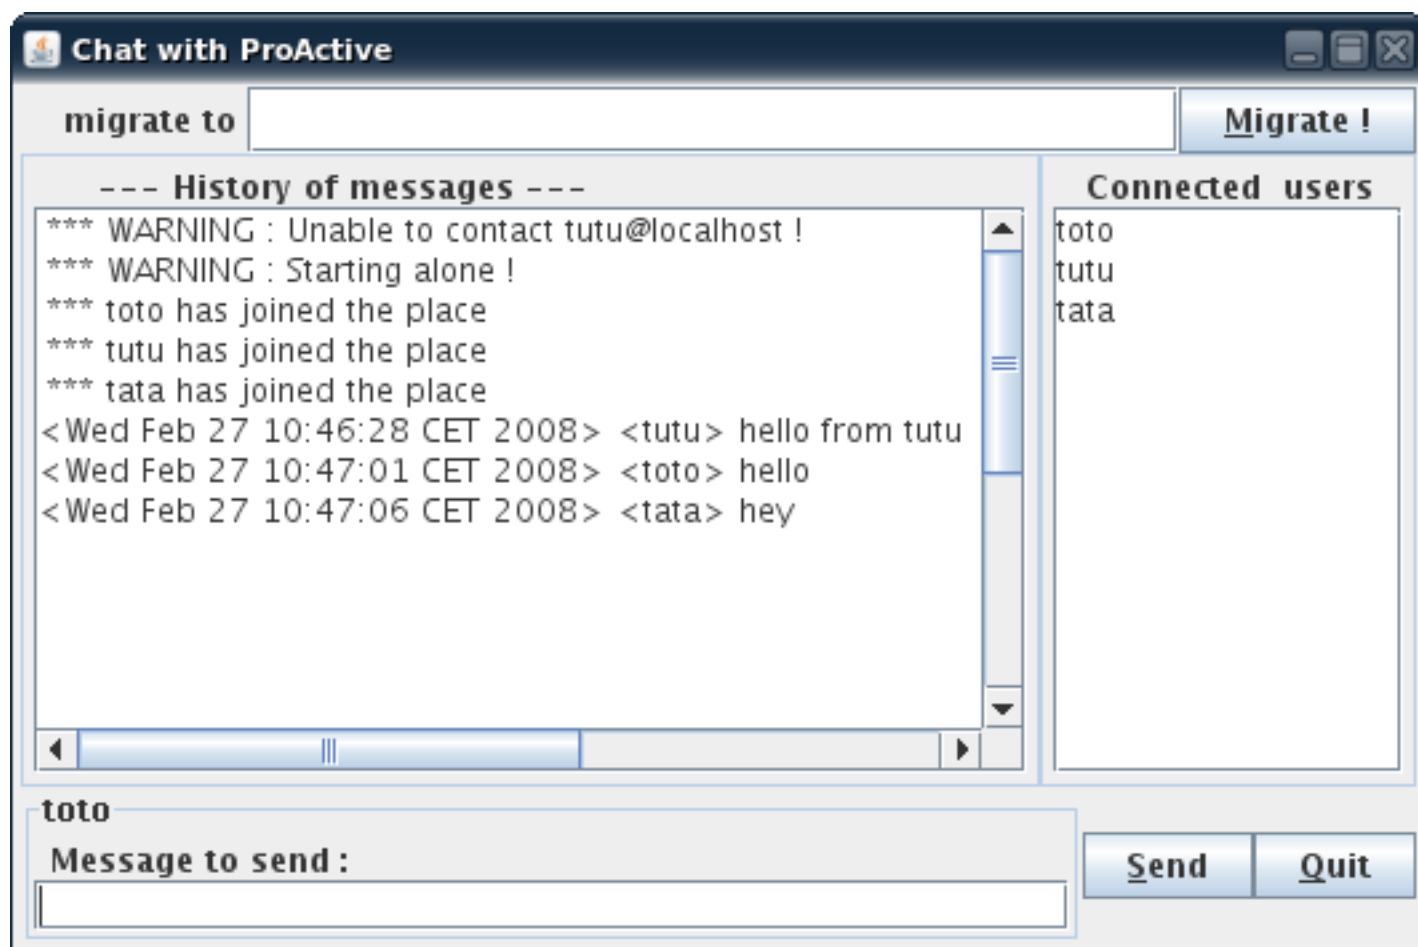 Chat with ProActive
migrate to
Migrate !
--- History of messages ---
*** WARNING : Unable to contact tutu@localhost !
*** WARNING : Starting alone !
*** toto has joined the place
*** tutu has joined the place
*** tata has joined the place
<Wed Feb 27 10:46:28 CET 2008> <tutu> hello from tutu
<Wed Feb 27 10:47:01 CET 2008> <toto> hello
<Wed Feb 27 10:47:06 CET 2008> <tata> hey
Connected users
toto
tutu
tata
toto
Message to send :
Send
Quit